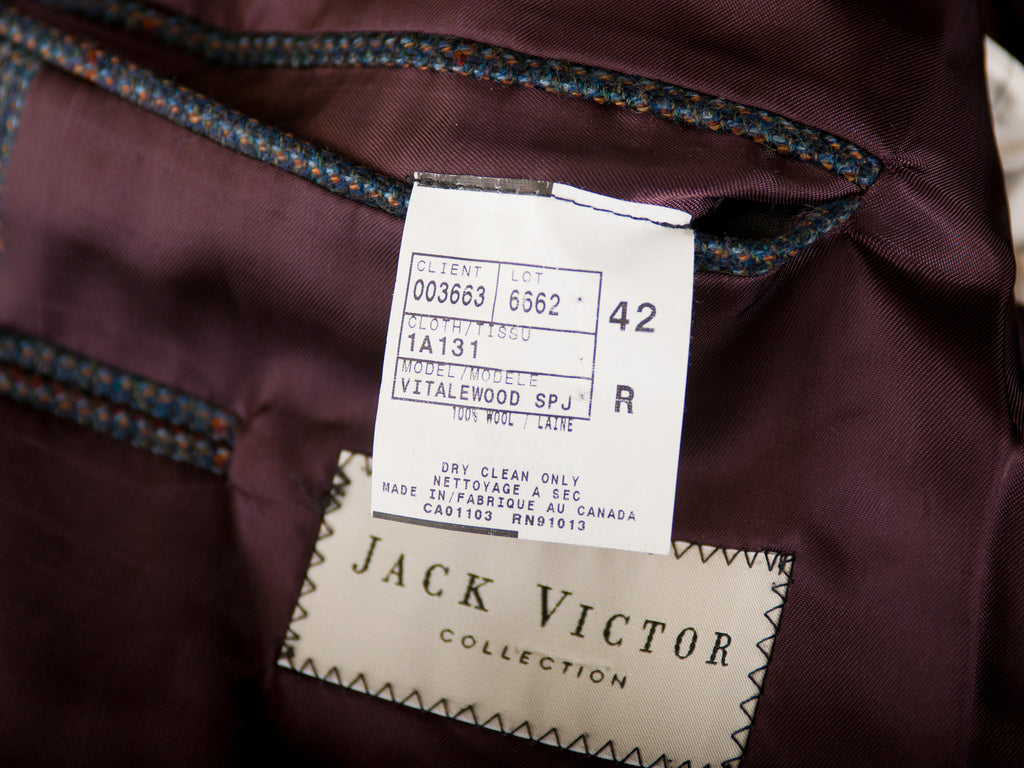 CLIENT LOT
003663 6662 42
CLOTH/TISSU
1A131
MODEL/MODELE
VITALEWOOD SPJ R
100% WOOL / LAINE
DRY CLEAN ONLY
NETTOYAGE A SEC
MADE IN/FABRIQUE AU CANADA
CA01103 RN91013
JACK VICTOR
COLLECTION